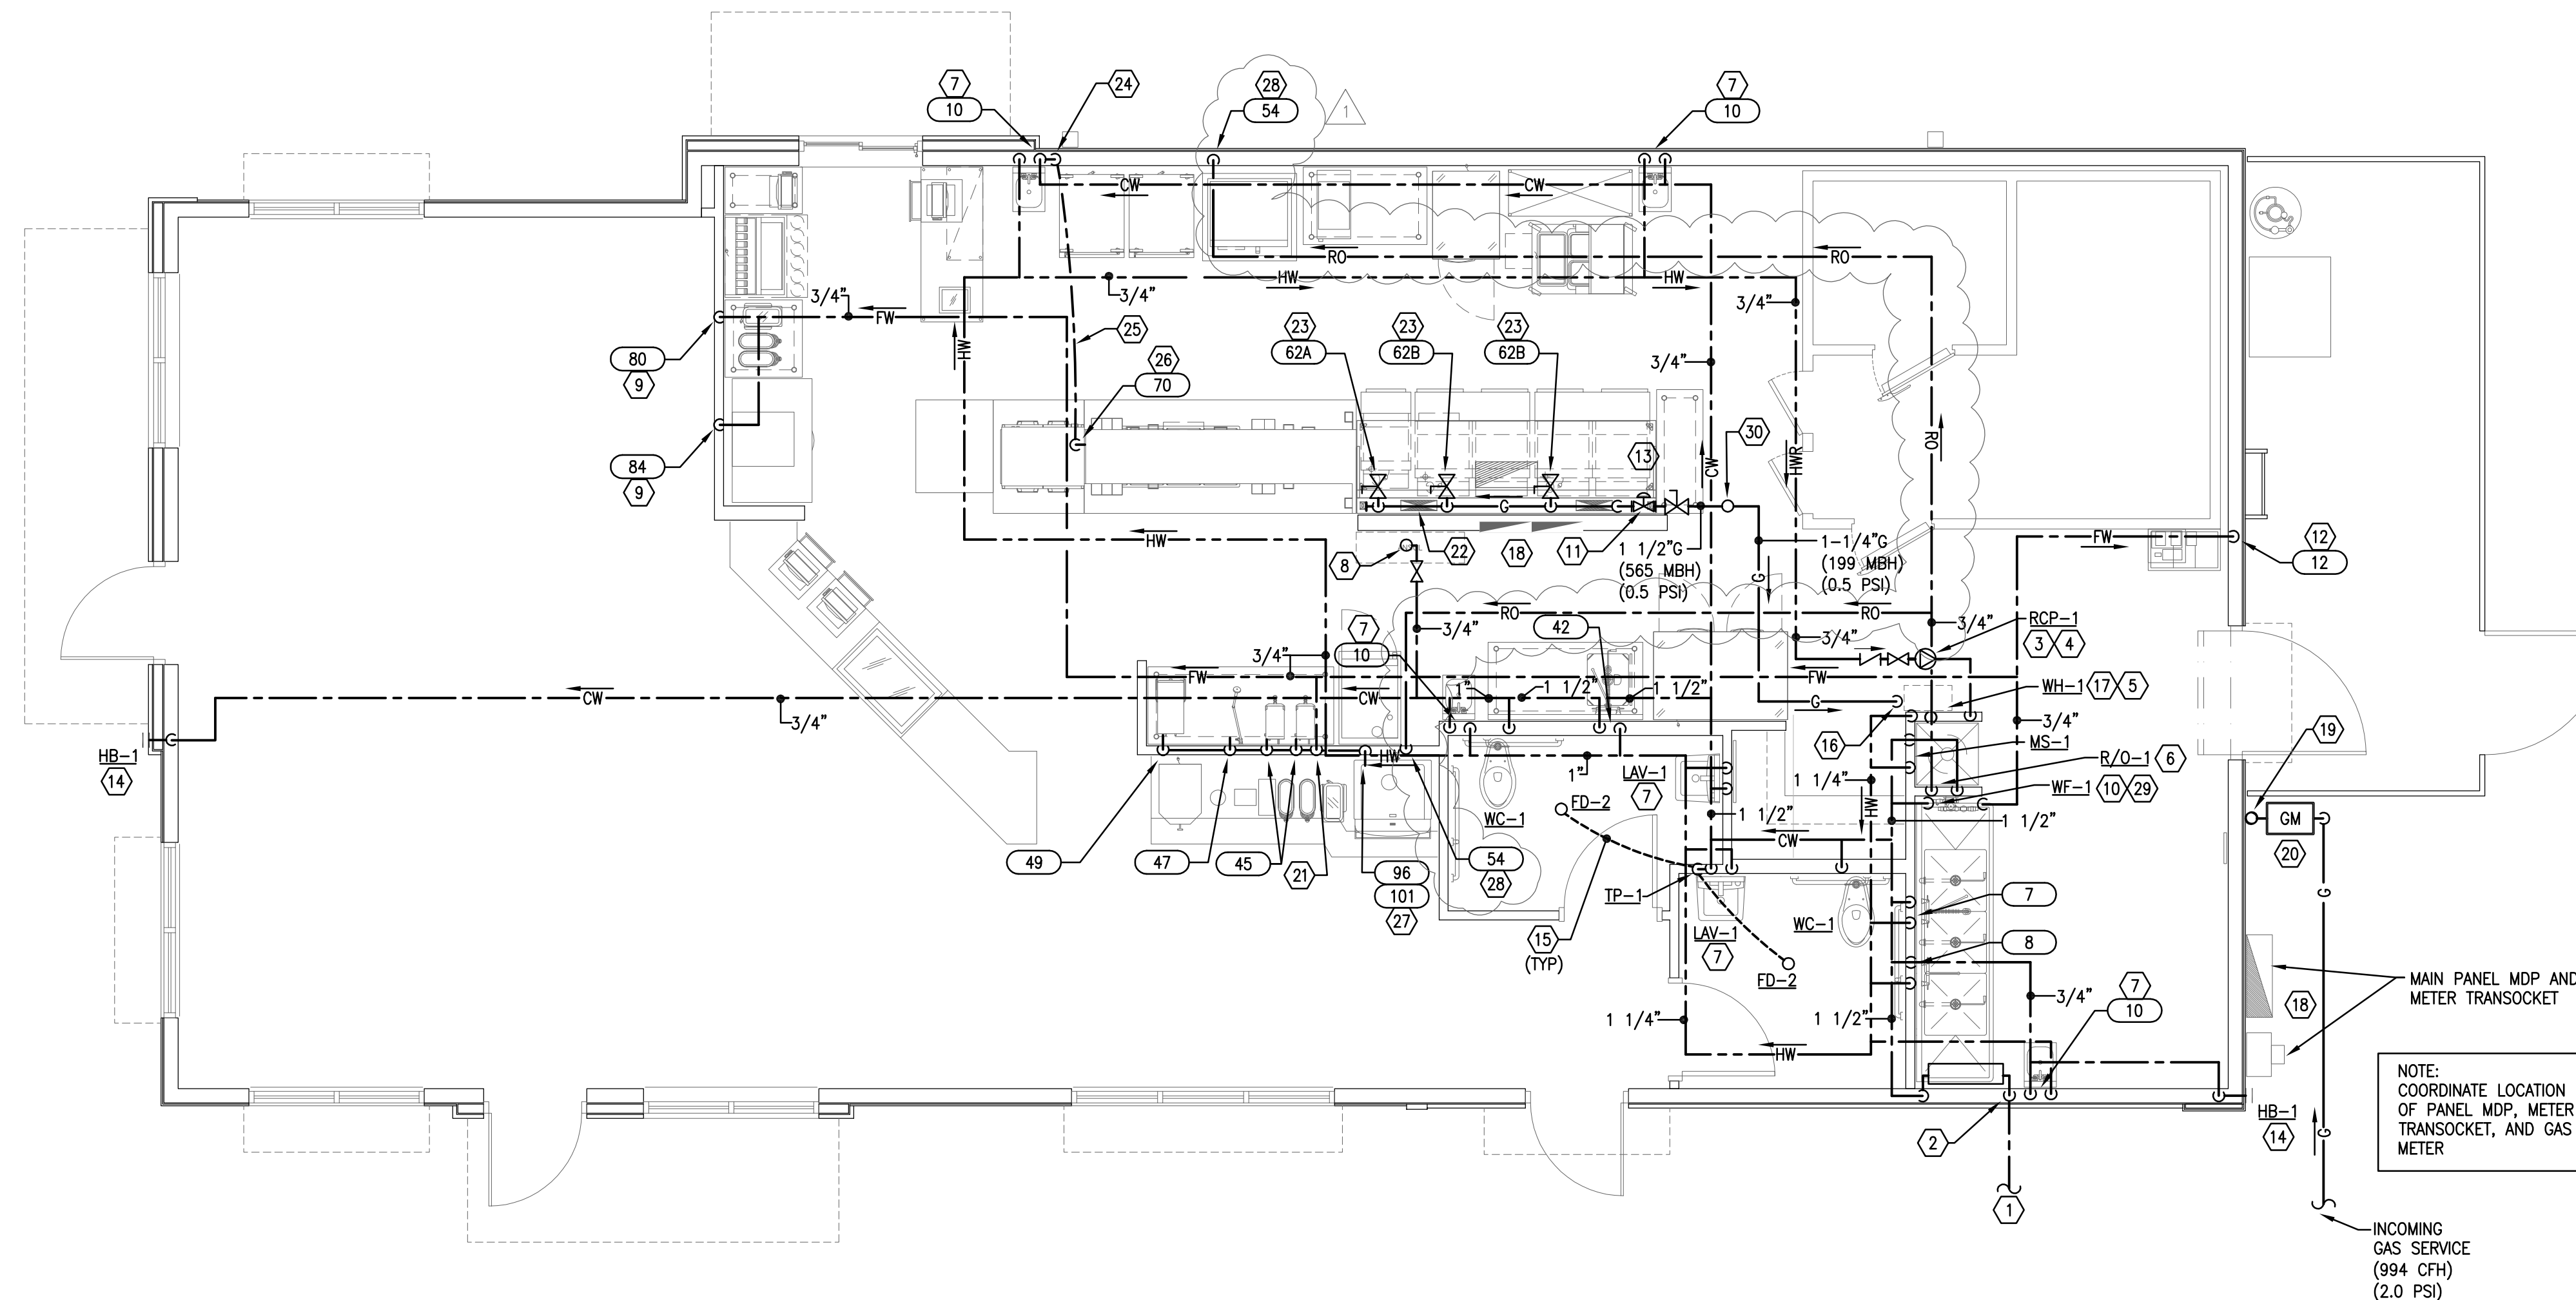 7
10
24
28
54
1
7
10
CW
CW
RO
RO
HW
HW
3/4"
3/4"
3/4"
FW
25
HW
23
62A
23
62B
23
62B
3/4"
80
9
26
70
84
9
13
30
CW
HWR
RO
G
HW
8
22
18
11
1 1/2"G
(565 MBH)
(0.5 PSI)
1-1/4"G
(199 MBH)
(0.5 PSI)
G
FW
12
12
RO
RO
7
10
42
3/4"
3/4"
3/4"
RCP-1
3
4
3/4"
FW
FW
CW
CW
3/4"
1"
1 1/2"
1 1/2"
G
WH-1
17
5
3/4"
HB-1
14
HW
1"
LAV-1
7
16
MS-1
R/O-1
6
1 1/4"
HW
WF-1
10
29
19
GM
20
FD-2
WC-1
1 1/2"
1 1/2"
CW
49
47
45
21
96
101
27
54
28
TP-1
G
7
15
(TYP)
LAV-1
7
WC-1
8
FD-2
7
10
3/4"
MAIN PANEL MDP AND
METER TRANSOCKET
18
1 1/4"
1 1/2"
HW
NOTE:
COORDINATE LOCATION
OF PANEL MDP, METER
TRANSOCKET, AND GAS
METER
HB-1
14
G
2
1
INCOMING
GAS SERVICE
(994 CFH)
(2.0 PSI)